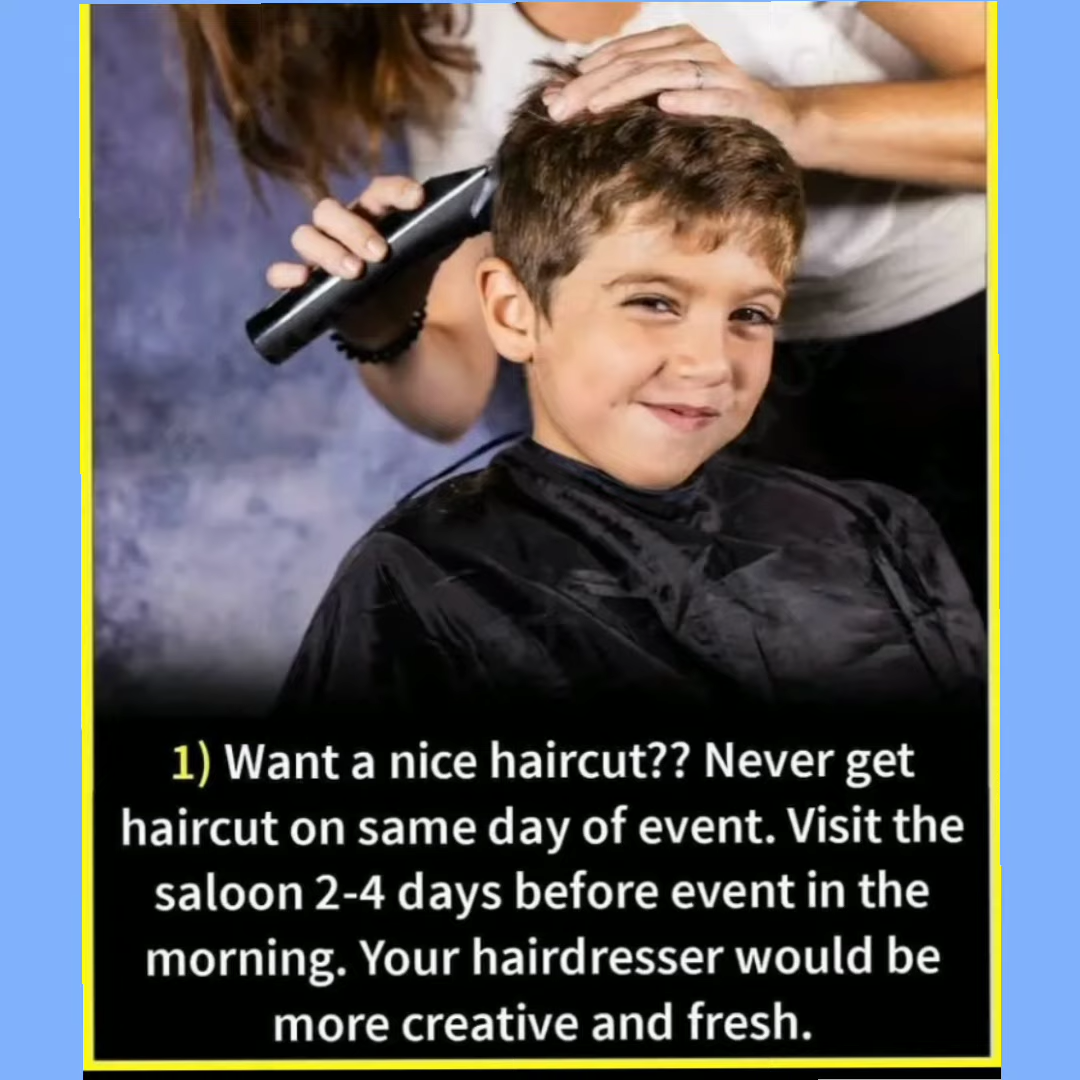 1) Want a nice haircut?? Never get
haircut on same day of event. Visit the
saloon 2-4 days before event in the
morning. Your hairdresser would be
more creative and fresh.